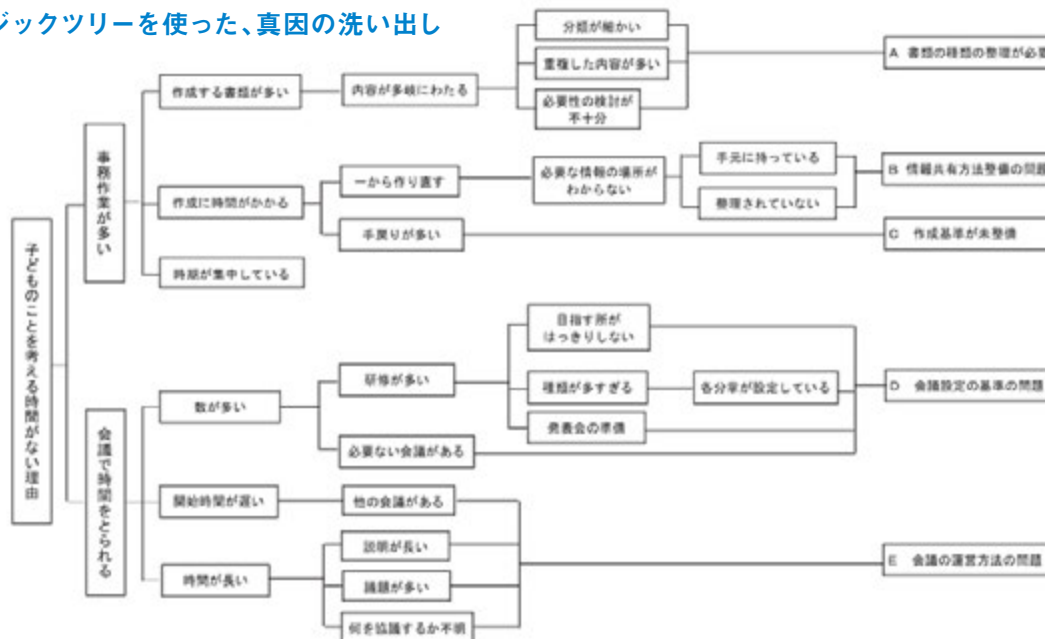 ジックツリーを使った、真因の洗い出し
子どものことを考える時間がない理由
事務作業が多い
作成する書類が多い
内容が多岐にわたる
分類が細かい
重複した内容が多い
必要性の検討が
不十分
A 書類の種類の整理が必要
作成に時間がかかる
一から作り直す
必要な情報の場所が
わからない
手元に持っている
整理されていない
B 情報共有方法整備の問題
手戻りが多い
C 作成基準が未整備
時期が集中している
会議で時間をとられる
数が多い
研修が多い
目指す所が
はっきりしない
種類が多すぎる
各分掌が設定している
発表会の準備
必要ない会議がある
D 会議設定の基準の問題
開始時間が遅い
他の会議がある
時間が長い
説明が長い
議題が多い
何を協議するか不明
E 会議の運営方法の問題